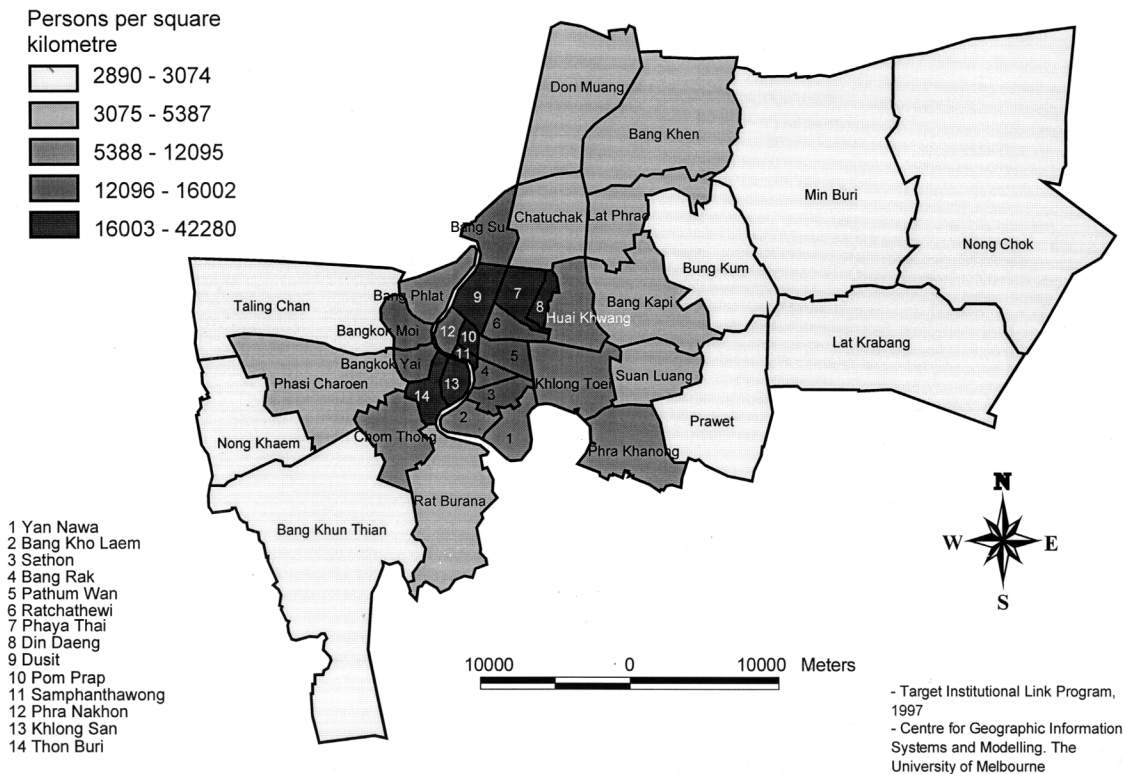 Persons per square
kilometre
2890 - 3074
3075 - 5387
5388 - 12095
12096 - 16002
16003 - 42280
Don Muang
Bang Khen
Min Buri
Nong Chok
Chatuchak
Lat Phrao
Bang Su
Bung Kum
Taling Chan
Bang Phlat
9
7
8
Huai Khwang
Bang Kapi
Bangkok Moi
12
10
6
Lat Krabang
11
5
Bangkok Yai
Phasi Charoen
14
13
4
3
Khlong Toei
Suan Luang
2
1
Prawet
Nong Khaem
Chom Thong
Phra Khanong
Rat Burana
Bang Khun Thian
N
W
E
S
1 Yan Nawa
2 Bang Kho Laem
3 Sathon
4 Bang Rak
5 Pathum Wan
6 Ratchathewi
7 Phaya Thai
8 Din Daeng
9 Dusit
10 Pom Prap
11 Samphanthawong
12 Phra Nakhon
13 Khlong San
14 Thon Buri
10000 0 10000 Meters
- Target Institutional Link Program,
1997
- Centre for Geographic Information
Systems and Modelling. The
University of Melbourne